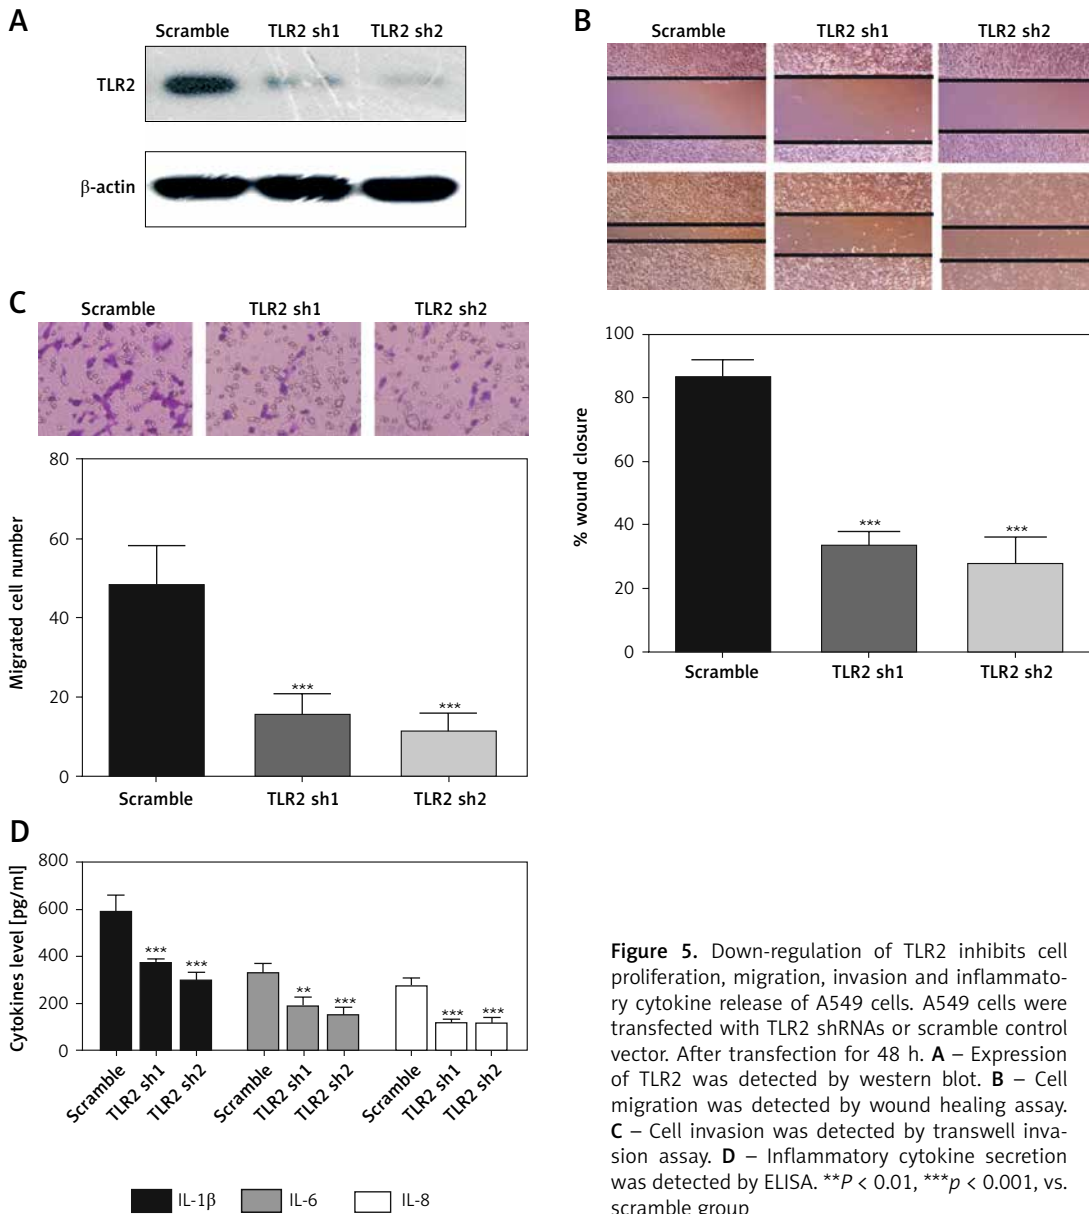 A
Scramble TLR2 sh1 TLR2 sh2
TLR2
β-actin
B
Scramble TLR2 sh1 TLR2 sh2
C
Scramble TLR2 sh1 TLR2 sh2
80
60
40
20
0
Migrated cell number
***
***
Scramble TLR2 sh1 TLR2 sh2
100
80
60
40
20
0
% wound closure
***
***
Scramble TLR2 sh1 TLR2 sh2
D
800
600
400
200
0
Cytokines level [pg/ml]
*** *** ** *** *** ***
Scramble TLR2 sh1 TLR2 sh2 Scramble TLR2 sh1 TLR2 sh2 Scramble TLR2 sh1 TLR2 sh2
IL-1β IL-6 IL-8
Figure 5. Down-regulation of TLR2 inhibits cell
proliferation, migration, invasion and inflammato-
ry cytokine release of A549 cells. A549 cells were
transfected with TLR2 shRNAs or scramble control
vector. After transfection for 48 h. A – Expression
of TLR2 was detected by western blot. B – Cell
migration was detected by wound healing assay.
C – Cell invasion was detected by transwell inva-
sion assay. D – Inflammatory cytokine secretion
was detected by ELISA. **P < 0.01, ***p < 0.001, vs.
scramble group